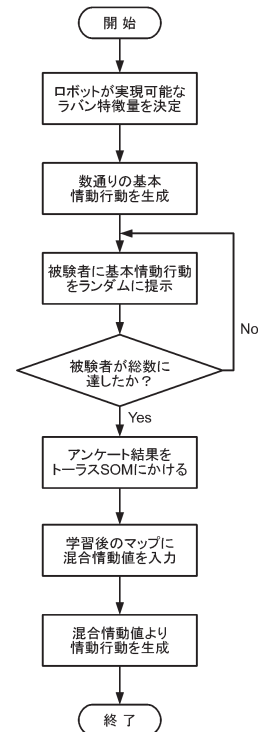 開 始
ロボットが実現可能な
ラバン特徴量を決定
数通りの基本
情動行動を生成
被験者に基本情動行動
をランダムに提示
No
被験者が総数に
達したか？
Yes
アンケート結果を
トーラスSOMにかける
学習後のマップに
混合情動値を入力
混合情動値より
情動行動を生成
終 了